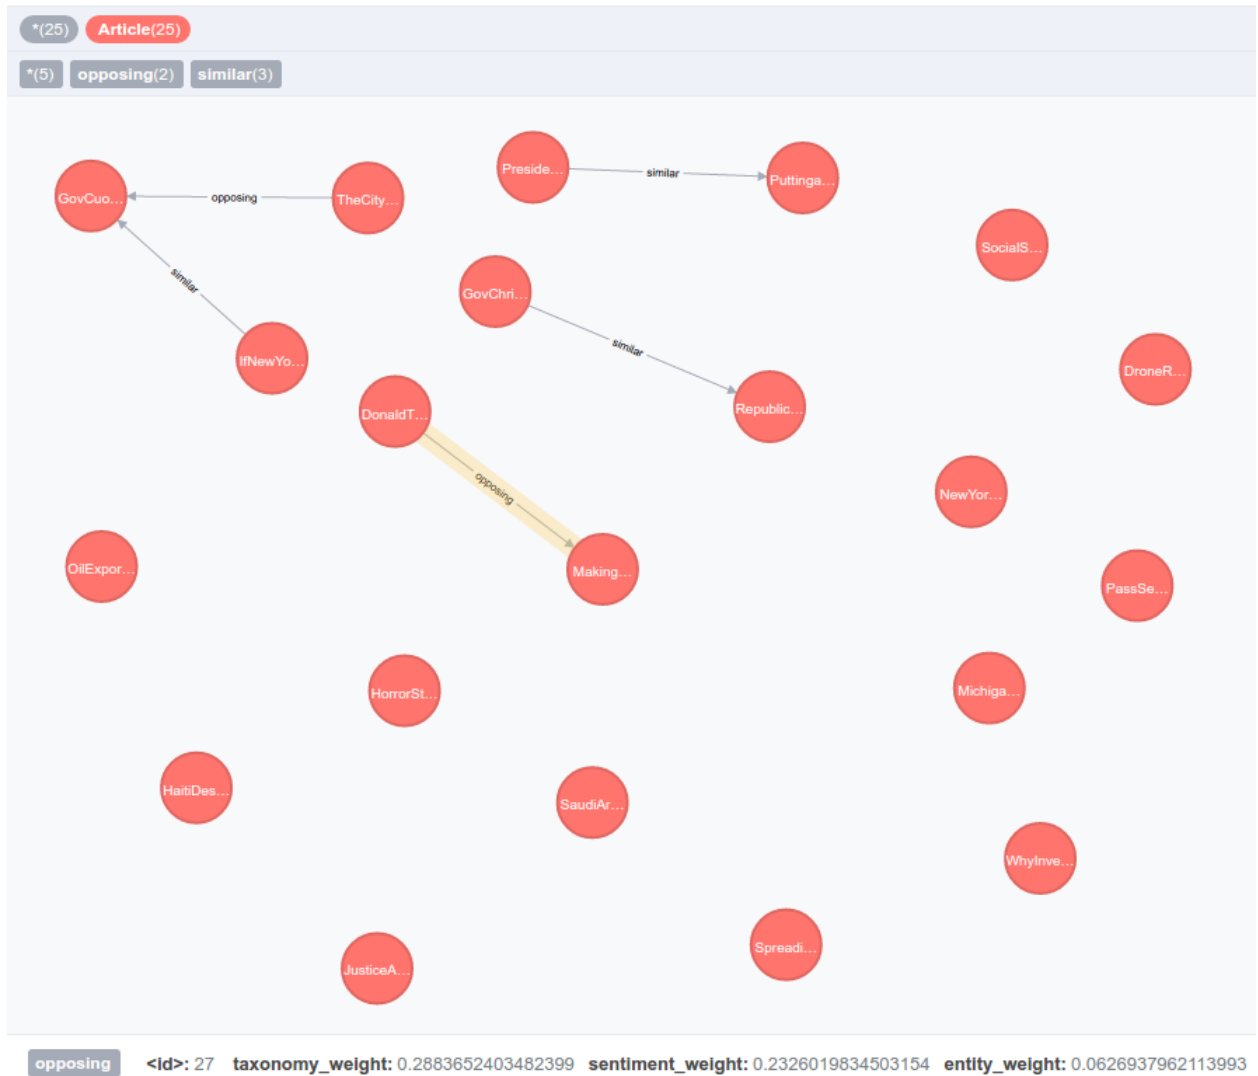 *(25) Article(25)
*(5) opposing(2) similar(3)
Preside…
similar
Puttinga…
GovCuo…
opposing
TheCity…
SocialS…
similar
GovChri…
similar
IfNewYo…
DroneR…
DonaldT…
Republic…
opposing
NewYor…
OilExpor…
Making…
PassSe…
HorrorSt…
Michiga…
HaitiDes…
SaudiAr…
WhyInve…
Spreadi…
JusticeA…
opposing <id>: 27 taxonomy_weight: 0.2883652403482399 sentiment_weight: 0.2326019834503154 entity_weight: 0.0626937962113993